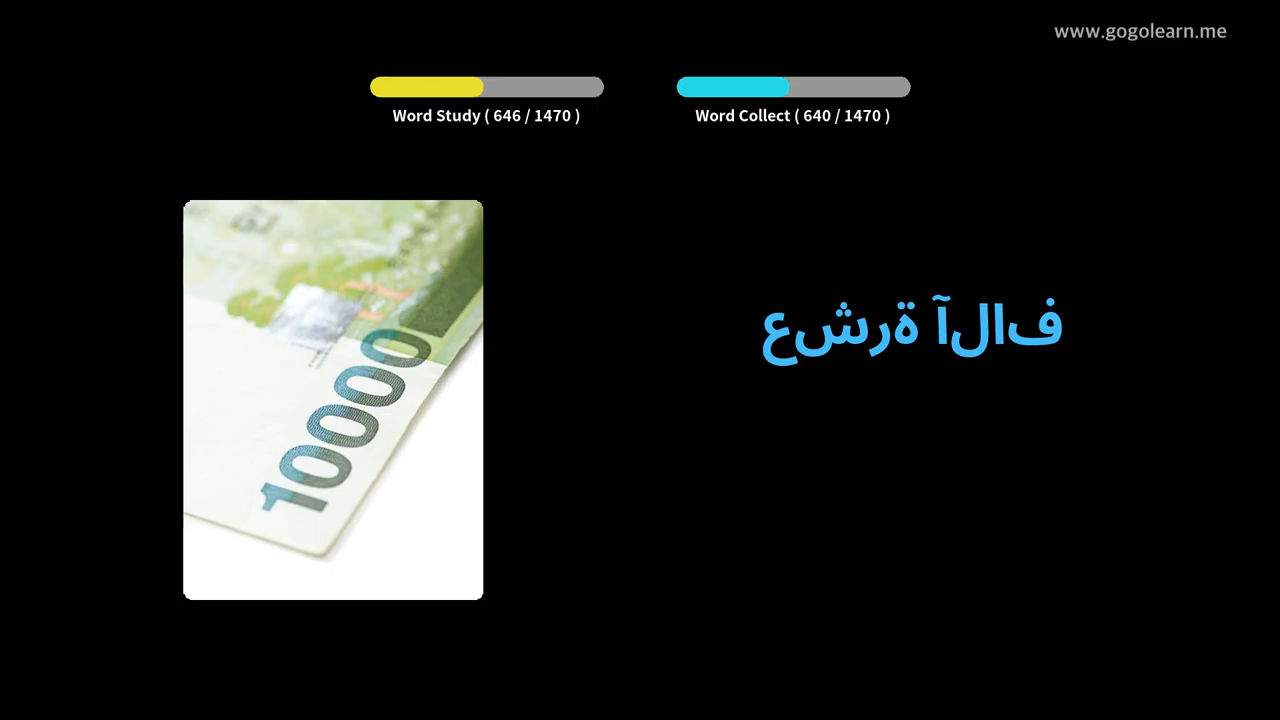 www.gogolearn.me
Word Study ( 646 / 1470 )
Word Collect ( 640 / 1470 )
10000
عشرة آلاف